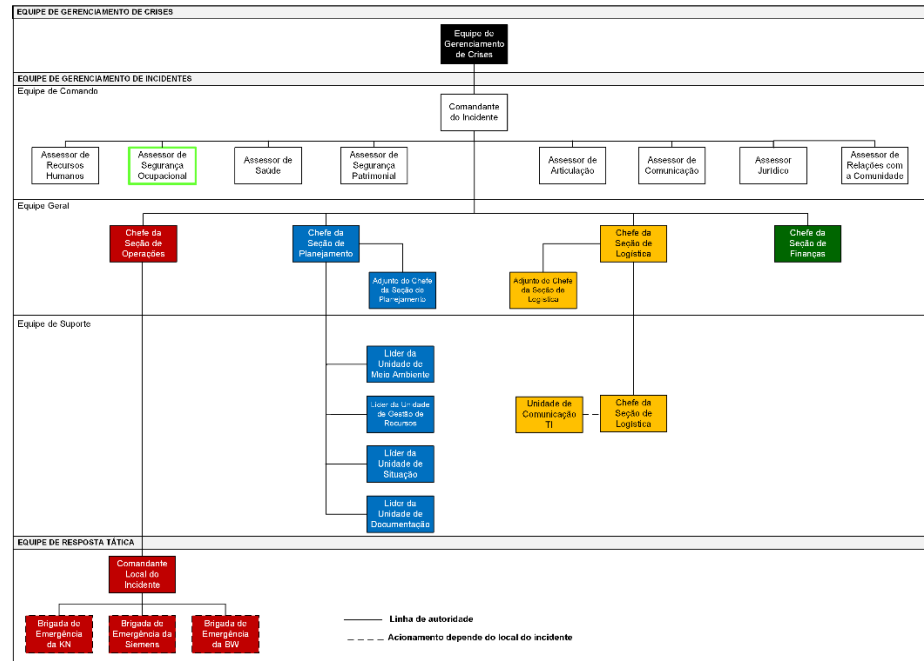 EQUIPE DE GERENCIAMENTO DE CRISES
Equipe de
Gerenciamento
de Crises
EQUIPE DE GERENCIAMENTO DE INCIDENTES
Equipe de Comando
Comandante
do Incidente
Assessor de
Recursos
Humanos
Assessor de
Segurança
Ocupacional
Assessor de
Saúde
Assessor de
Segurança
Patrimonial
Assessor de
Articulação
Assessor de
Comunicação
Assessor
Jurídico
Assessor de
Relações com
a Comunidade
Equipe Geral
Chefe da
Seção de
Operações
Chefe da
Seção de
Planejamento
Chefe da
Seção de
Logística
Chefe da
Seção de
Finanças
Adjunto do Chefe
da Seção de
Planejamento
Adjunto do Chefe
da Seção de
Logística
Equipe de Suporte
Líder da
Unidade de
Meio Ambiente
Líder da Unidade
de Gestão de
Recursos
Líder da
Unidade de
Situação
Líder da
Unidade de
Documentação
Unidade de
Comunicação
TI
Chefe da
Seção de
Logística
EQUIPE DE RESPOSTA TÁTICA
Comandante
Local do
Incidente
Brigada de
Emergência
da KN
Brigada de
Emergência da
Siemens
Brigada de
Emergência
da BW
Linha de autoridade
Acionamento depende do local do incidente